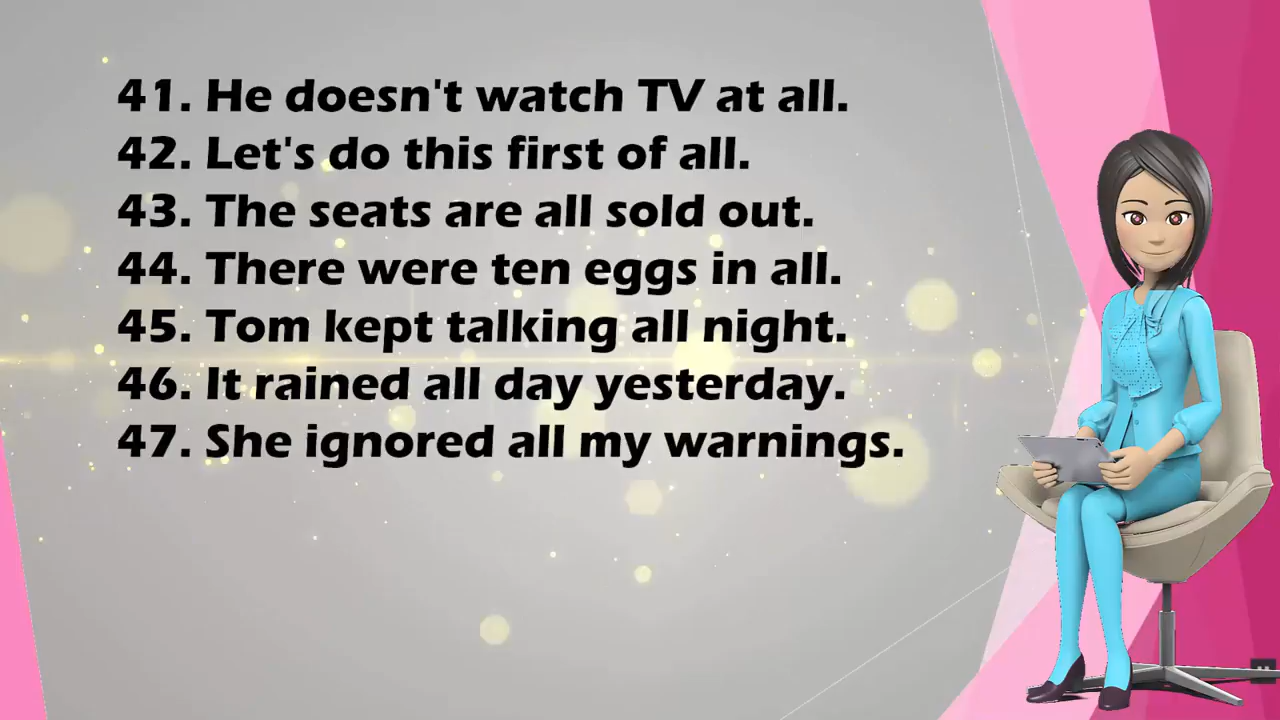 41. He doesn't watch TV at all.
42. Let's do this first of all.
43. The seats are all sold out.
44. There were ten eggs in all.
45. Tom kept talking all night.
46. It rained all day yesterday.
47. She ignored all my warnings.